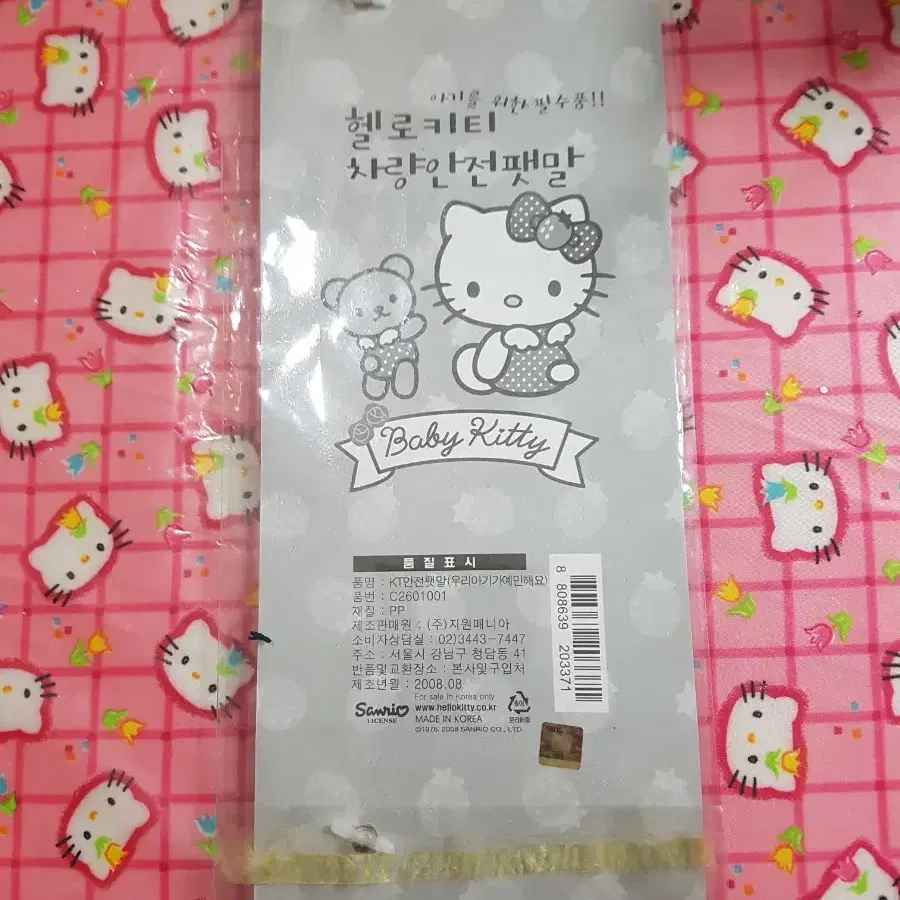 아기를 위한 필수품!!
헬로키티
차량안전팻말
Baby Kitty
품질표시
품명 : KT안전팻말(우리아기가예민해요)
품번 : C2601001
재질 : PP
제조판매원 : (주)지원패니아
소비자상담실 : 02)3443-7447
주소 : 서울시 강남구 청담동 41
반품및교환장소 : 본사및구입처
제조년월 : 2008.08
8 808639 203371
For sale in Korea only
Sanrio
LICENSE
www.hellokitty.co.kr
MADE IN KOREA
©1976, 2008 SANRIO CO., LTD.